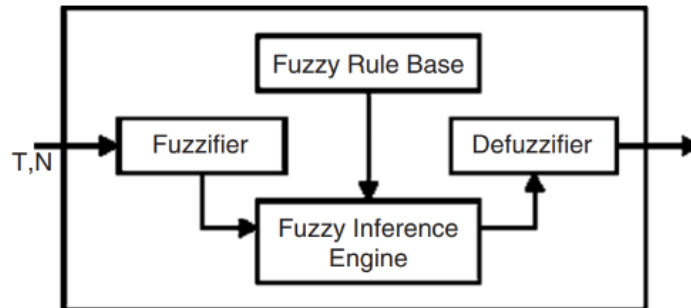 Fuzzy Rule Base
T,N
Fuzzifier
Defuzzifier
Fuzzy Inference
Engine